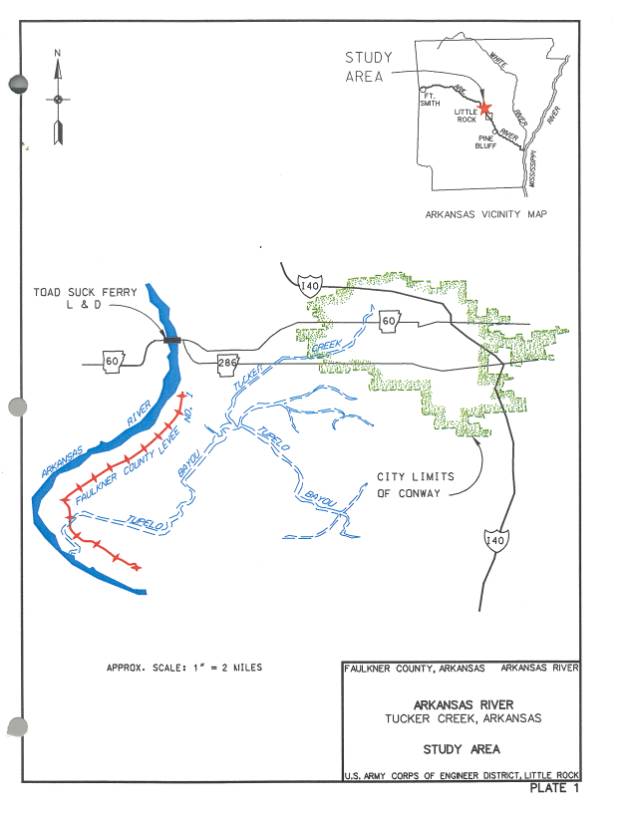 N
STUDY
AREA
WHITE
RIVER
ARK.
FT.
SMITH
LITTLE
ROCK
PINE
BLUFF
RIVER
MISSISSIPPI
RIVER
ARKANSAS VICINITY MAP
TOAD SUCK FERRY
L & D
I40
60
CREEK
60
286
TUCKER
ARKANSAS
RIVER
FAULKNER COUNTY LEVEE NO. 1
BAYOU
TUPELO
TUPELO
BAYOU
CITY LIMITS
OF CONWAY
I40
APPROX. SCALE: 1" = 2 MILES
FAULKNER COUNTY, ARKANSAS ARKANSAS RIVER
ARKANSAS RIVER
TUCKER CREEK, ARKANSAS
STUDY AREA
U.S. ARMY CORPS OF ENGINEER DISTRICT, LITTLE ROCK
PLATE 1